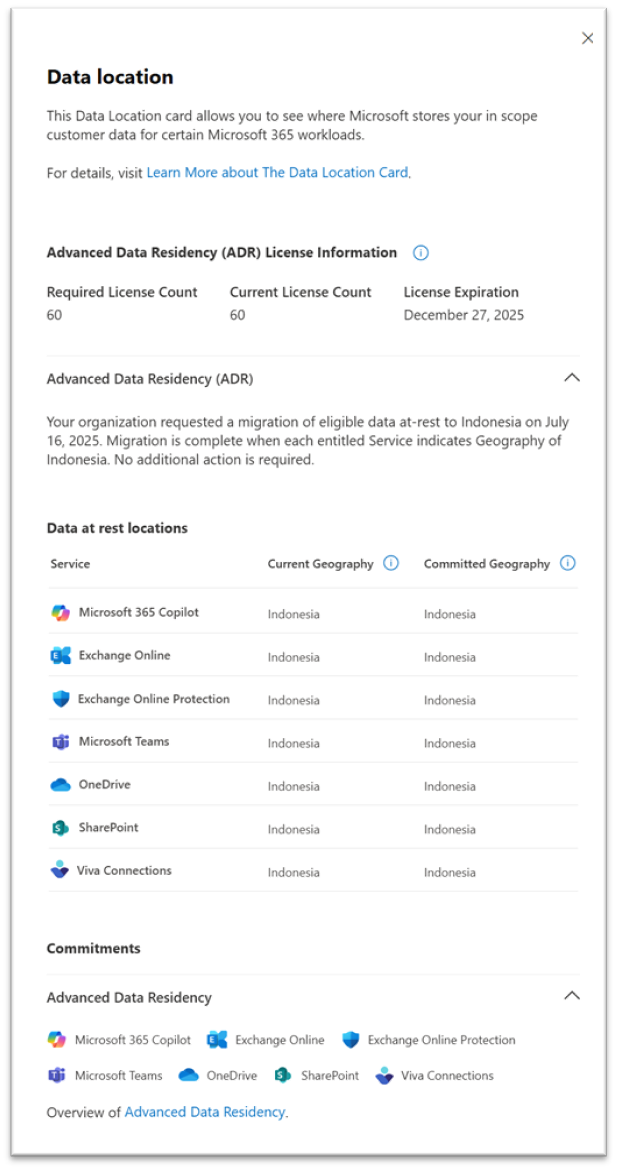 Data location
This Data Location card allows you to see where Microsoft stores your in scope
customer data for certain Microsoft 365 workloads.
For details, visit Learn More about The Data Location Card.
Advanced Data Residency (ADR) License Information
Required License Count Current License Count License Expiration
60 60 December 27, 2025
Advanced Data Residency (ADR)
Your organization requested a migration of eligible data at-rest to Indonesia on July
16, 2025. Migration is complete when each entitled Service indicates Geography of
Indonesia. No additional action is required.
Data at rest locations
Service Current Geography Committed Geography
Microsoft 365 Copilot Indonesia Indonesia
Exchange Online Indonesia Indonesia
Exchange Online Protection Indonesia Indonesia
Microsoft Teams Indonesia Indonesia
OneDrive Indonesia Indonesia
SharePoint Indonesia Indonesia
Viva Connections Indonesia Indonesia
Commitments
Advanced Data Residency
Microsoft 365 Copilot Exchange Online Exchange Online Protection
Microsoft Teams OneDrive SharePoint Viva Connections
Overview of Advanced Data Residency.